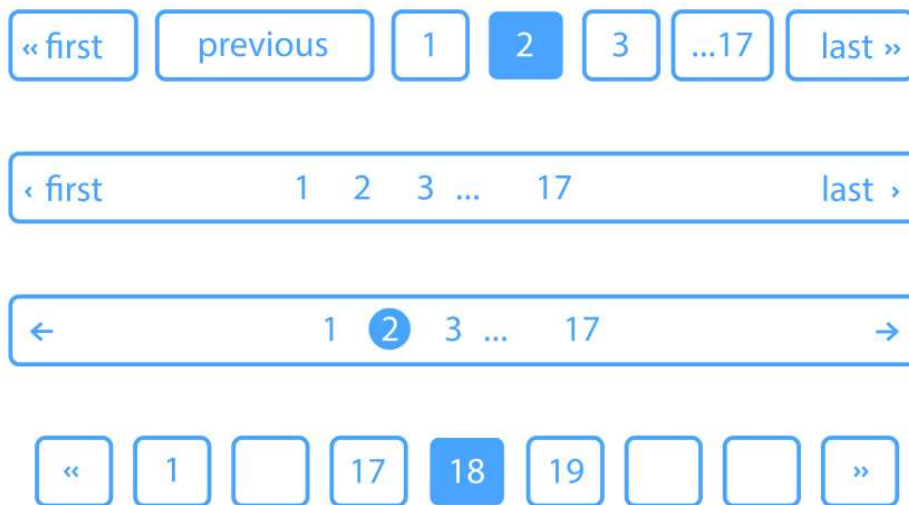 « first previous 1 2 3 ...17 last »
‹ first 1 2 3 ... 17 last ›
← 1 2 3 ... 17 →
« 1 17 18 19 »